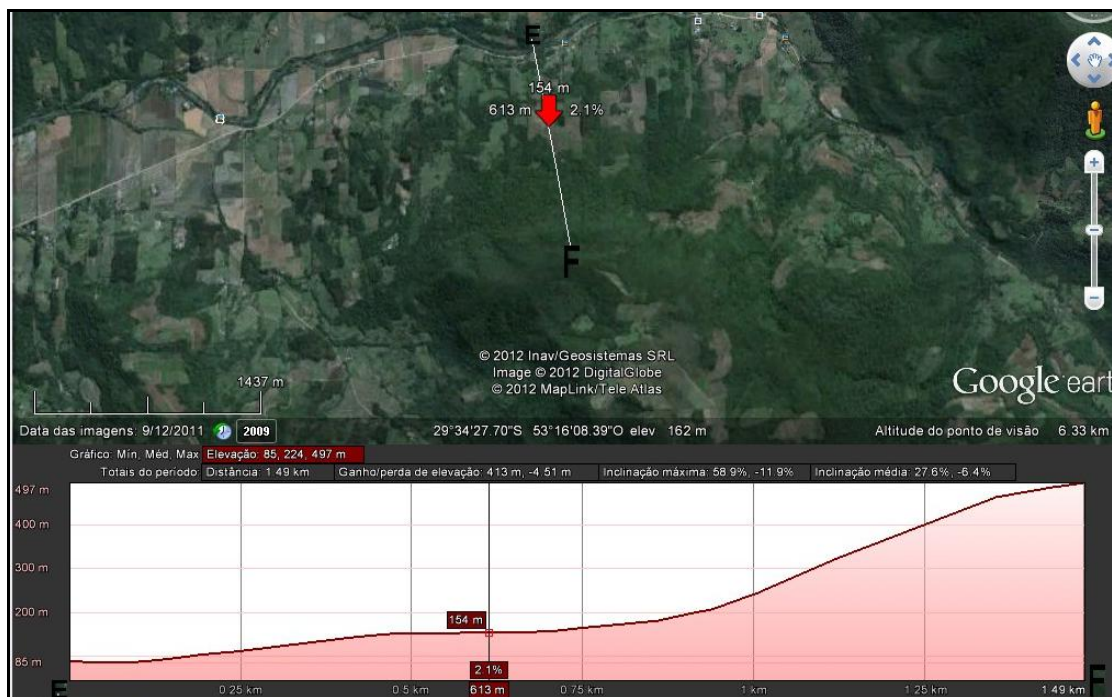 E
154 m
613 m 2.1%
F
© 2012 Inav/Geosistemas SRL
Image © 2012 DigitalGlobe
© 2012 MapLink/Tele Atlas
1437 m
Google earth
Data das imagens: 9/12/2011 2009 29°34'27.70"S 53°16'08.39"O elev 162 m Altitude do ponto de visão 6.33 km
Gráfico: Mín, Méd, Max Elevação: 85, 224, 497 m
Totais do período: Distância: 1.49 km Ganho/perda de elevação: 413 m, -4.51 m Inclinação máxima: 58.9%, -11.9% Inclinação média: 27.6%, -6.4%
497 m
400 m
300 m
200 m
154 m
85 m
2.1%
E 0.25 km 0.5 km 613 m 0.75 km 1 km 1.25 km 1.49 km F